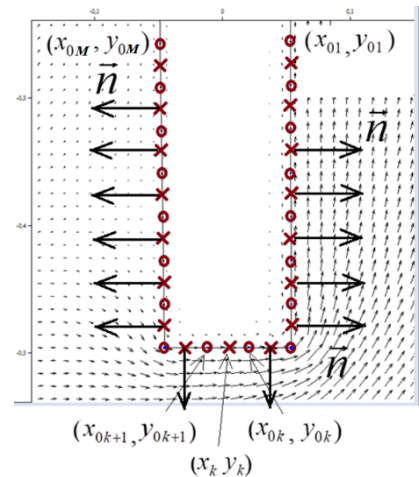 -0,1 0,1
(x₀M, y₀M) (x₀₁, y₀₁)
n⃗
-0,3
n⃗
-0,4
-0,5
n⃗
(x₀ₖ₊₁, y₀ₖ₊₁) (x₀ₖ, y₀ₖ)
(xₖ yₖ)